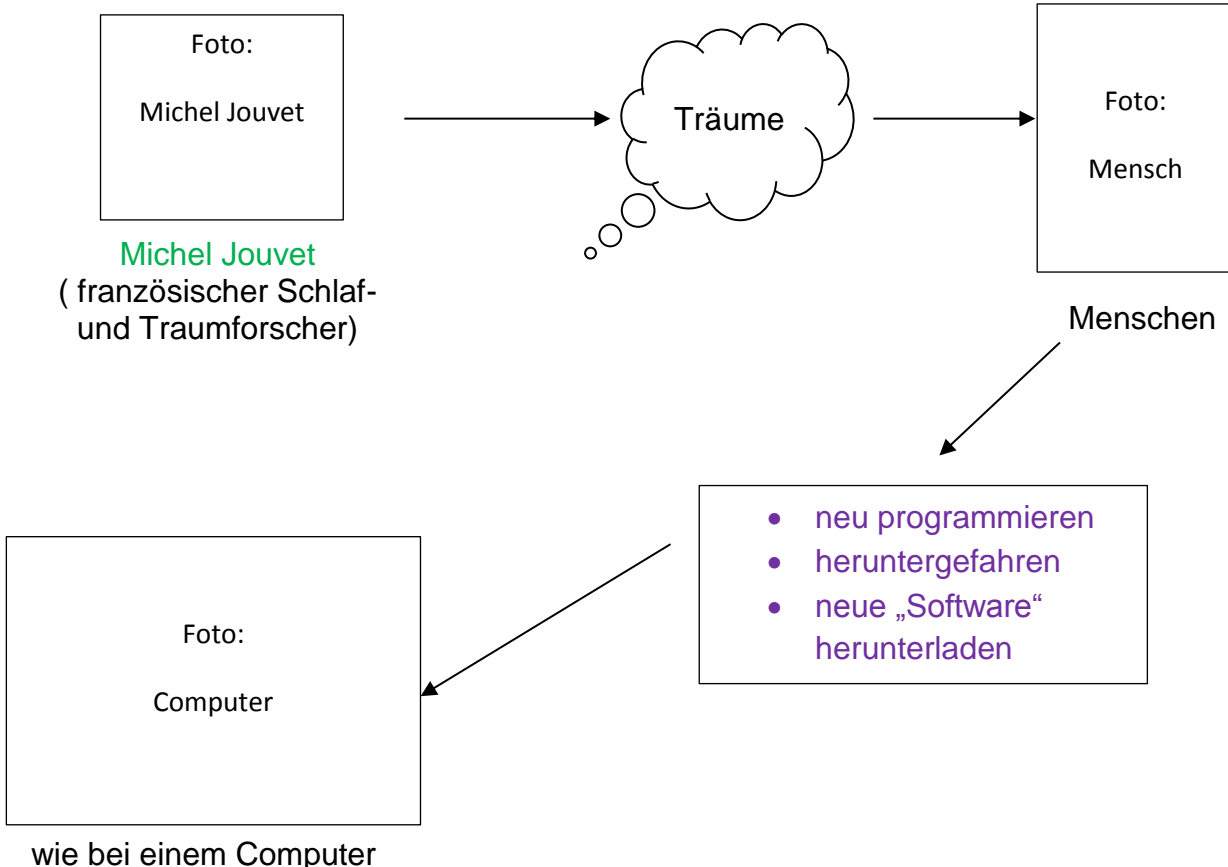 Foto:
Michel Jouvet
Michel Jouvet
( französischer Schlaf-
und Traumforscher)
Träume
Foto:
Mensch
Menschen
• neu programmieren
• heruntergefahren
• neue „Software“
herunterladen
Foto:
Computer
wie bei einem Computer